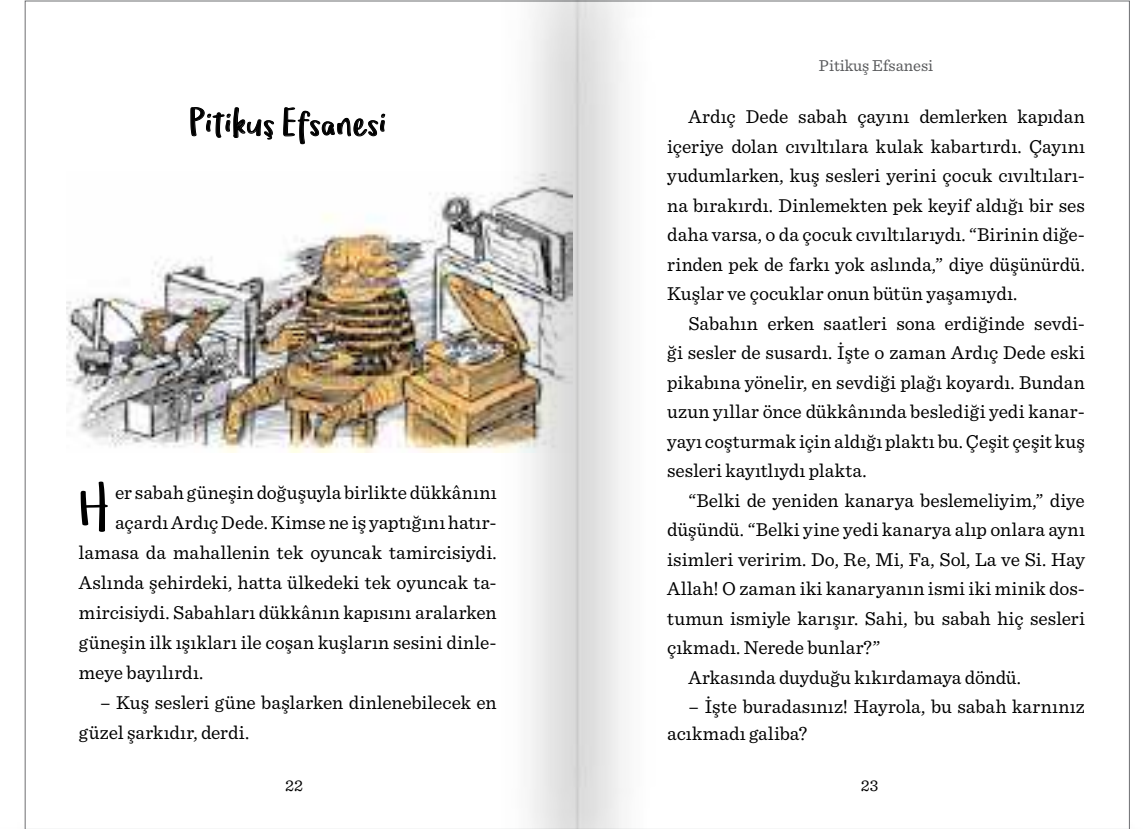 Pitikuş Efsanesi
Her sabah güneşin doğuşuyla birlikte dükkânını
açardı Ardıç Dede. Kimse ne iş yaptığını hatır-
lamasa da mahallenin tek oyuncak tamircisiydi.
Aslında şehirdeki, hatta ülkedeki tek oyuncak ta-
mircisiydi. Sabahları dükkânın kapısını aralarken
güneşin ilk ışıkları ile coşan kuşların sesini dinle-
meye bayılırdı.
– Kuş sesleri güne başlarken dinlenebilecek en
güzel şarkıdır, derdi.
22
Pitikuş Efsanesi
Ardıç Dede sabah çayını demlerken kapıdan
içeriye dolan cıvıltılara kulak kabartırdı. Çayını
yudumlarken, kuş sesleri yerini çocuk cıvıltıları-
na bırakırdı. Dinlemekten pek keyif aldığı bir ses
daha varsa, o da çocuk cıvıltılarıydı. “Birinin diğe-
rinden pek de farkı yok aslında,” diye düşünürdü.
Kuşlar ve çocuklar onun bütün yaşamıydı.
Sabahın erken saatleri sona erdiğinde sevdi-
ği sesler de susardı. İşte o zaman Ardıç Dede eski
pikabına yönelir, en sevdiği plağı koyardı. Bundan
uzun yıllar önce dükkânında beslediği yedi kanar-
yayı coşturmak için aldığı plaktı bu. Çeşit çeşit kuş
sesleri kayıtlıydı plakta.
“Belki de yeniden kanarya beslemeliyim,” diye
düşündü. “Belki yine yedi kanarya alıp onlara aynı
isimleri veririm. Do, Re, Mi, Fa, Sol, La ve Si. Hay
Allah! O zaman iki kanaryanın ismi iki minik dos-
tumun ismiyle karışır. Sahi, bu sabah hiç sesleri
çıkmadı. Nerede bunlar?”
Arkasında duyduğu kıkırdamaya döndü.
– İşte buradasınız! Hayrola, bu sabah karnınız
acıkmadı galiba?
23